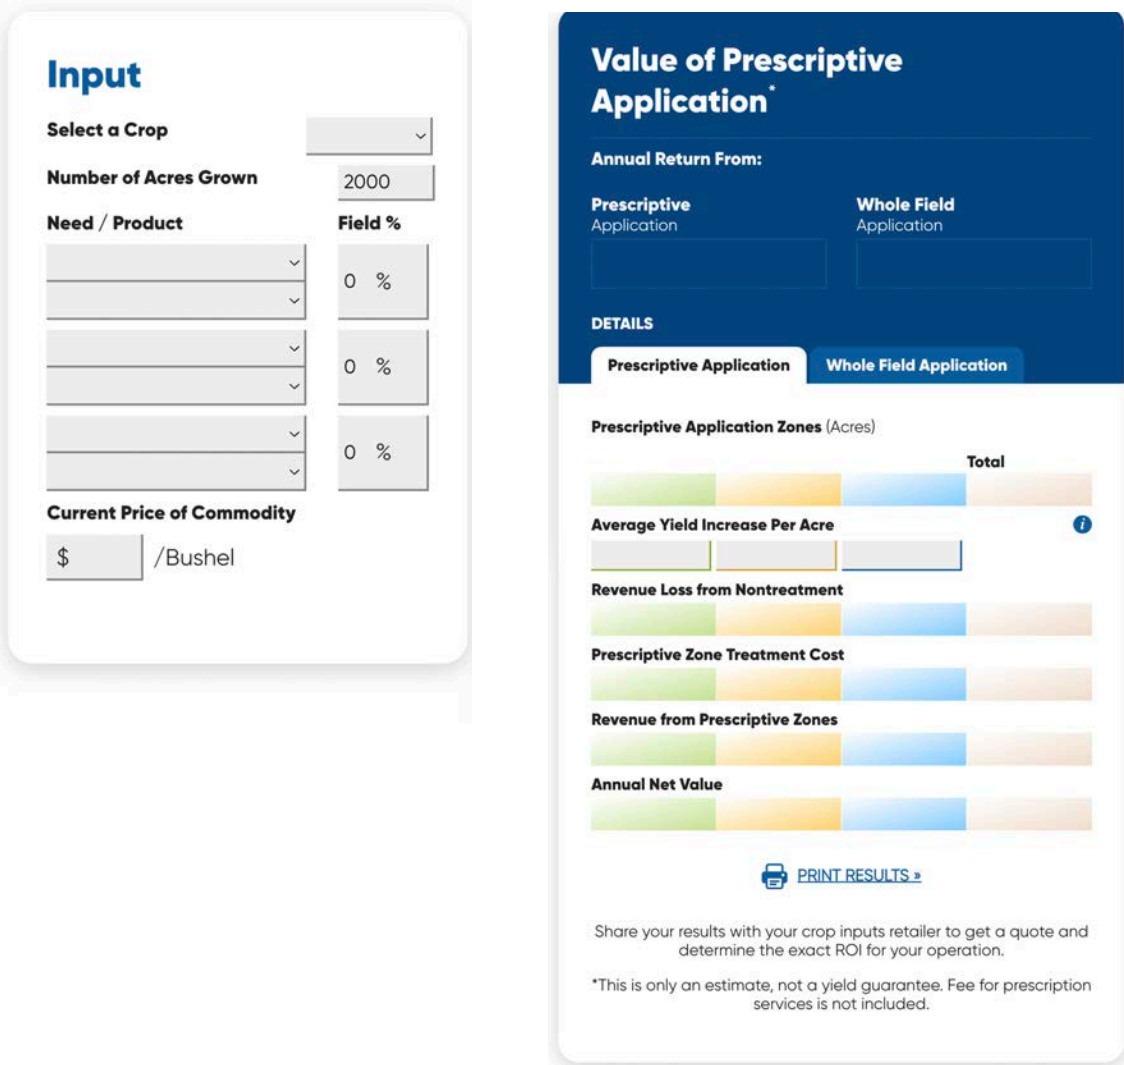 Input
Select a Crop
Number of Acres Grown 2000
Need / Product Field %
0 %
0 %
0 %
Current Price of Commodity
$ /Bushel
Value of Prescriptive
Application*
Annual Return From:
Prescriptive Whole Field
Application Application
DETAILS
Prescriptive Application Whole Field Application
Prescriptive Application Zones (Acres)
Total
Average Yield Increase Per Acre i
Revenue Loss from Nontreatment
Prescriptive Zone Treatment Cost
Revenue from Prescriptive Zones
Annual Net Value
PRINT RESULTS »
Share your results with your crop inputs retailer to get a quote and
determine the exact ROI for your operation.
*This is only an estimate, not a yield guarantee. Fee for prescription
services is not included.